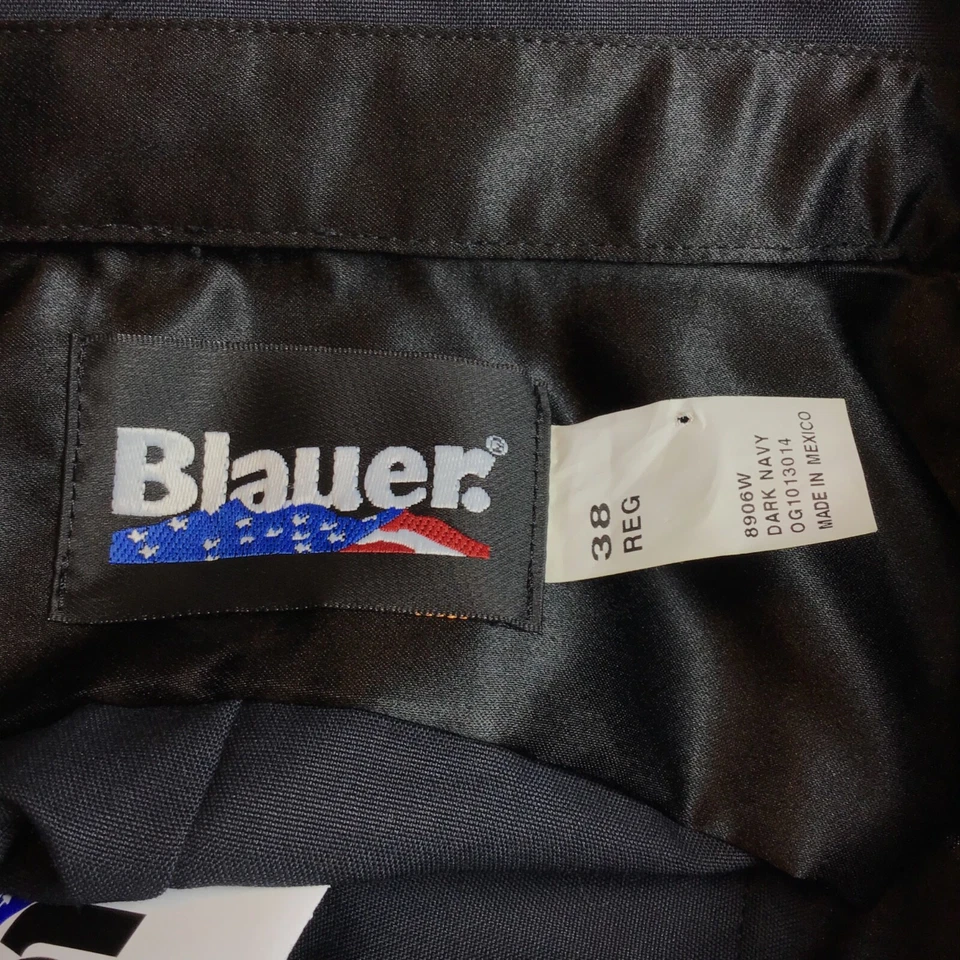 Blauer.®
38
REG
8906W
DARK NAVY
OG1013014
MADE IN MEXICO